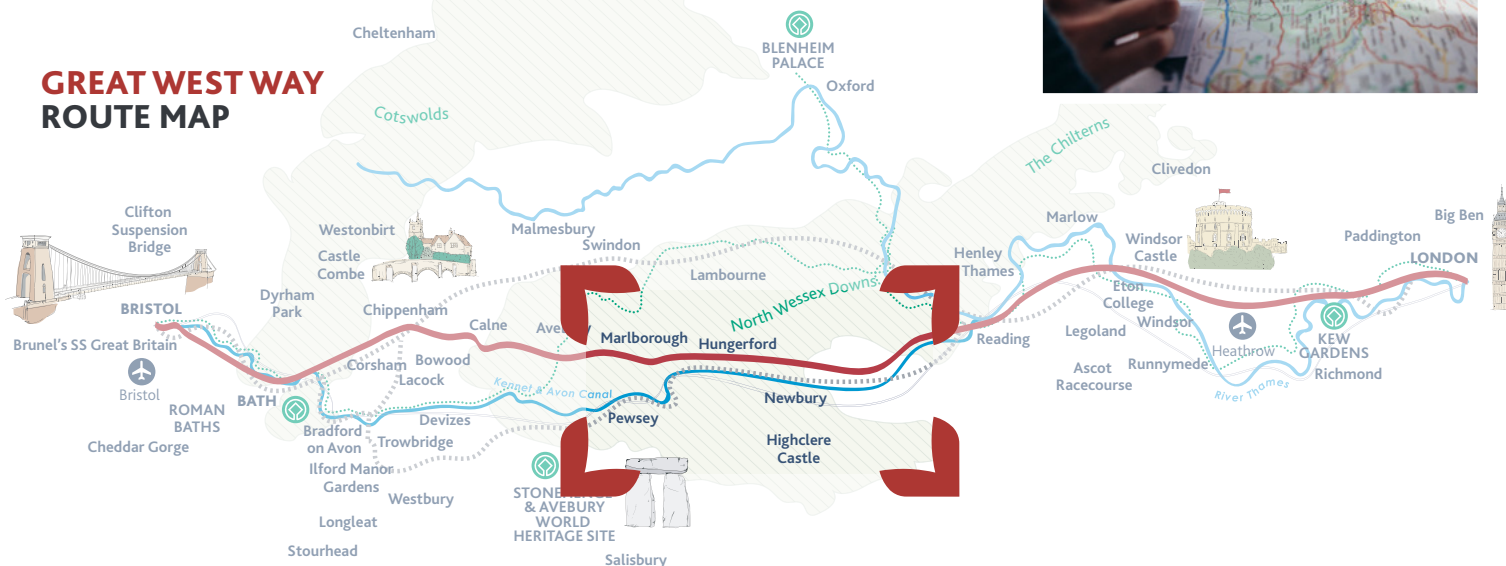 GREAT WEST WAY
ROUTE MAP
Cheltenham
Cotswolds
BLENHEIM
PALACE
Oxford
The Chilterns
Clivedon
Clifton
Suspension
Bridge
Westonbirt
Castle
Combe
Malmesbury
Swindon
Lambourne
Henley
Thames
Marlow
Windsor
Castle
Paddington
Big Ben
LONDON
BRISTOL
Dyrham
Park
Chippenham
Calne
Marlborough
Hungerford
North Wessex Downs
Reading
Eton
College
Windsor
Legoland
Heathrow
KEW
GARDENS
Richmond
Brunel's SS Great Britain
Bristol
Corsham
Bowood
Lacock
Kennet & Avon Canal
Pewsey
Newbury
Ascot
Racecourse
Runnymede
River Thames
BATH
ROMAN
BATHS
Cheddar Gorge
Bradford
on Avon
Devizes
Trowbridge
Ilford Manor
Gardens
Westbury
Highclere
Castle
& AVEBURY
WORLD
HERITAGE SITE
Longleat
Stourhead
Salisbury